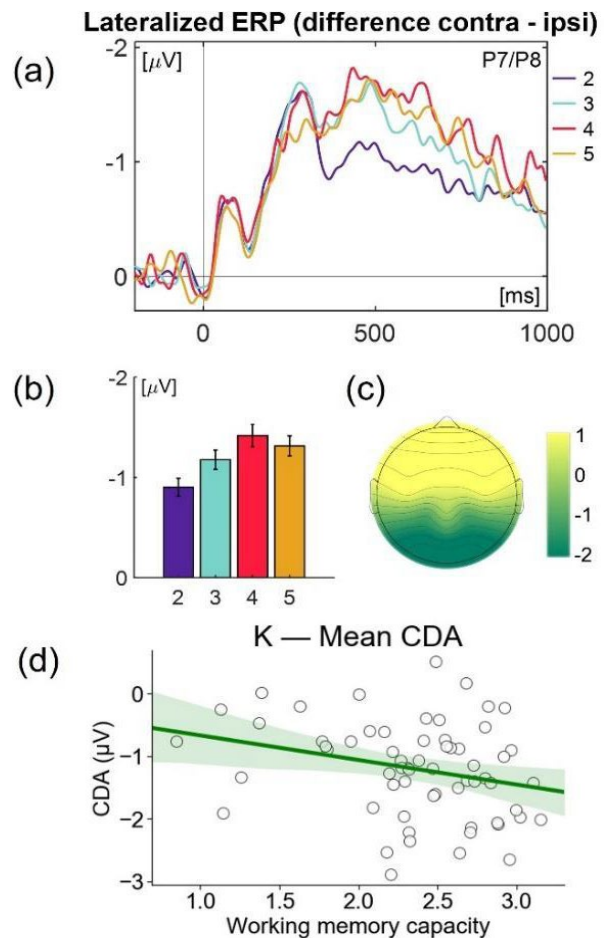 Lateralized ERP (difference contra - ipsi)
(a)
-2
[μV]
P7/P8
2
3
4
5
-1
0
[ms]
0
500
1000
(b)
-2
[μV]
-1
0
2
3
4
5
(c)
1
0
-1
-2
(d)
K — Mean CDA
CDA (μV)
0
−1
−2
−3
1.0
1.5
2.0
2.5
3.0
Working memory capacity